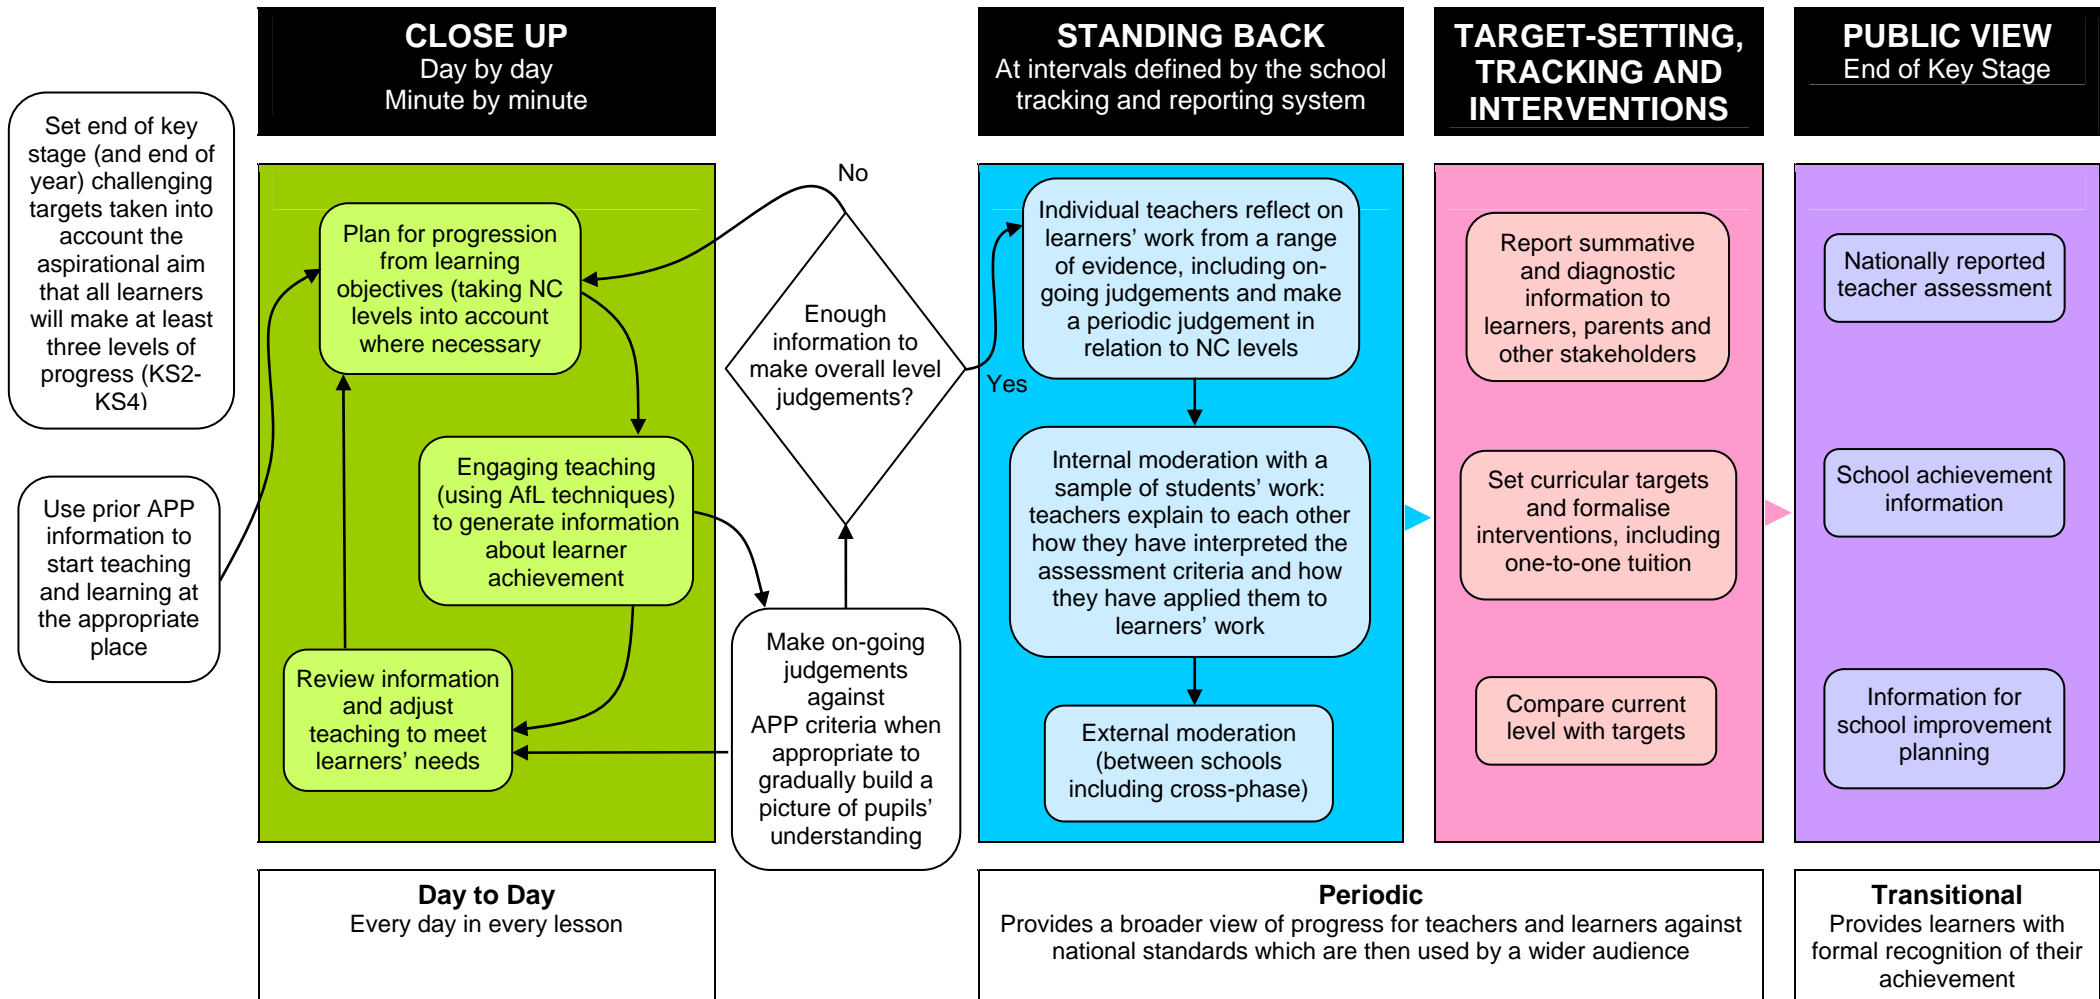 CLOSE UP
Day by day
Minute by minute
STANDING BACK
At intervals defined by the school
tracking and reporting system
TARGET-SETTING,
TRACKING AND
INTERVENTIONS
PUBLIC VIEW
End of Key Stage
Set end of key
stage (and end of
year) challenging
targets taken into
account the
aspirational aim
that all learners
will make at least
three levels of
progress (KS2-
KS4)
Use prior APP
information to
start teaching
and learning at
the appropriate
place
Plan for progression
from learning
objectives (taking NC
levels into account
where necessary
Engaging teaching
(using AfL techniques)
to generate information
about learner
achievement
Review information
and adjust
teaching to meet
learners’ needs
No
Enough
information to
make overall level
judgements?
Yes
Make on-going
judgements
against
APP criteria when
appropriate to
gradually build a
picture of pupils’
understanding
Individual teachers reflect on
learners’ work from a range
of evidence, including on-
going judgements and make
a periodic judgement in
relation to NC levels
Internal moderation with a
sample of students’ work:
teachers explain to each other
how they have interpreted the
assessment criteria and how
they have applied them to
learners’ work
External moderation
(between schools
including cross-phase)
Report summative
and diagnostic
information to
learners, parents and
other stakeholders
Set curricular targets
and formalise
interventions, including
one-to-one tuition
Compare current
level with targets
Nationally reported
teacher assessment
School achievement
information
Information for
school improvement
planning
Day to Day
Every day in every lesson
Periodic
Provides a broader view of progress for teachers and learners against
national standards which are then used by a wider audience
Transitional
Provides learners with
formal recognition of their
achievement